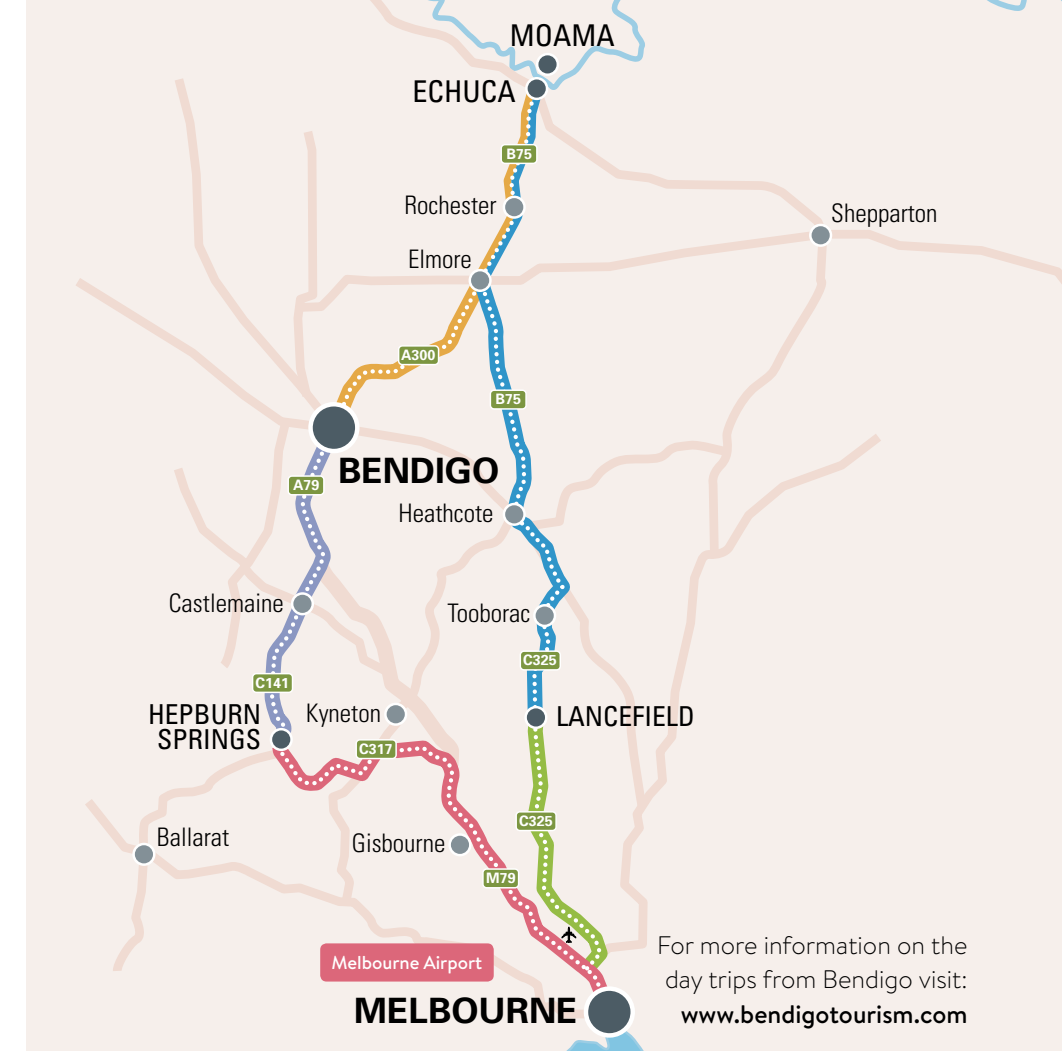 MOAMA
ECHUCA
B75
Rochester
Shepparton
Elmore
A300
B75
BENDIGO
A79
Heathcote
Castlemaine
Tooborac
C325
C141
HEPBURN
SPRINGS
Kyneton
LANCEFIELD
C317
C325
Ballarat
Gisbourne
M79
Melbourne Airport
MELBOURNE
For more information on the
day trips from Bendigo visit:
www.bendigotourism.com